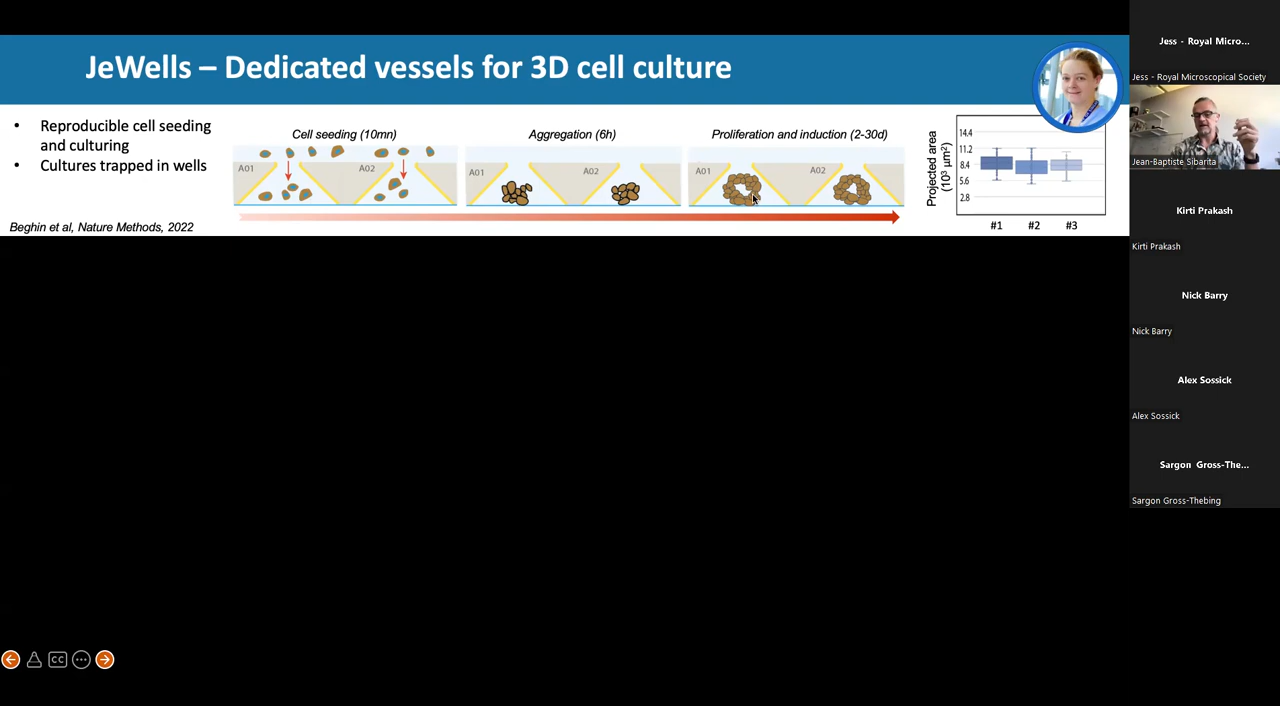 JeWells – Dedicated vessels for 3D cell culture
• Reproducible cell seeding
and culturing
• Cultures trapped in wells
Beghin et al, Nature Methods, 2022
Cell seeding (10mn)
A01
A02
Aggregation (6h)
A01
A02
Proliferation and induction (2-30d)
A01
A02
Projected area
(10³ µm²)
14.4
11.2
8.4
5.6
2.8
#1 #2 #3
CC
Jess - Royal Micro...
Jess - Royal Microscopical Society
Jean-Baptiste Sibarita
Kirti Prakash
Kirti Prakash
Nick Barry
Nick Barry
Alex Sossick
Alex Sossick
Sargon Gross-The...
Sargon Gross-Thebing